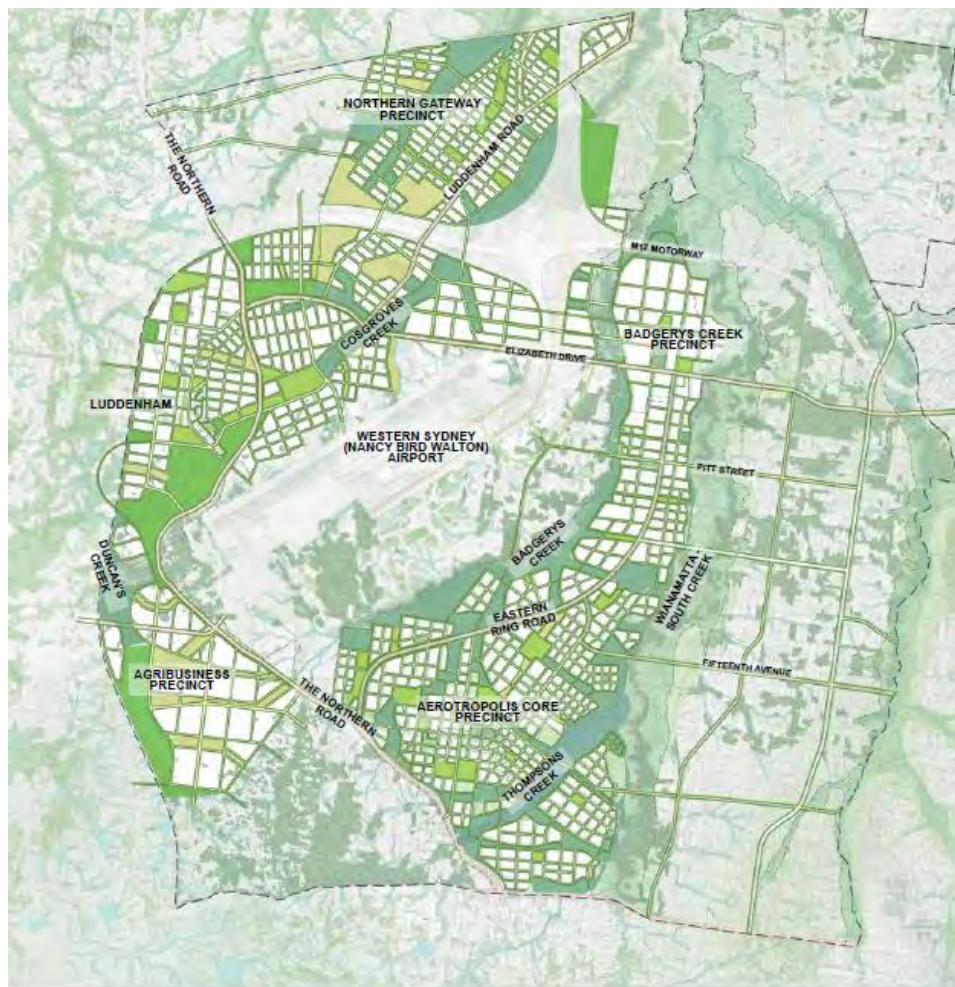 NORTHERN GATEWAY
PRECINCT
THE NORTHERN
ROAD
LUDDENHAM ROAD
M12 MOTORWAY
COSGROVES
CREEK
BADGERYS CREEK
PRECINCT
ELIZABETH DRIVE
LUDDENHAM
WESTERN SYDNEY
(NANCY BIRD WALTON)
AIRPORT
PITT STREET
BADGERYS
CREEK
DUNCAN'S
CREEK
WIANAMATTA -
SOUTH CREEK
EASTERN
RING ROAD
FIFTEENTH AVENUE
AGRIBUSINESS
PRECINCT
THE NORTHERN
ROAD
AEROTROPOLIS CORE
PRECINCT
THOMPSONS
CREEK